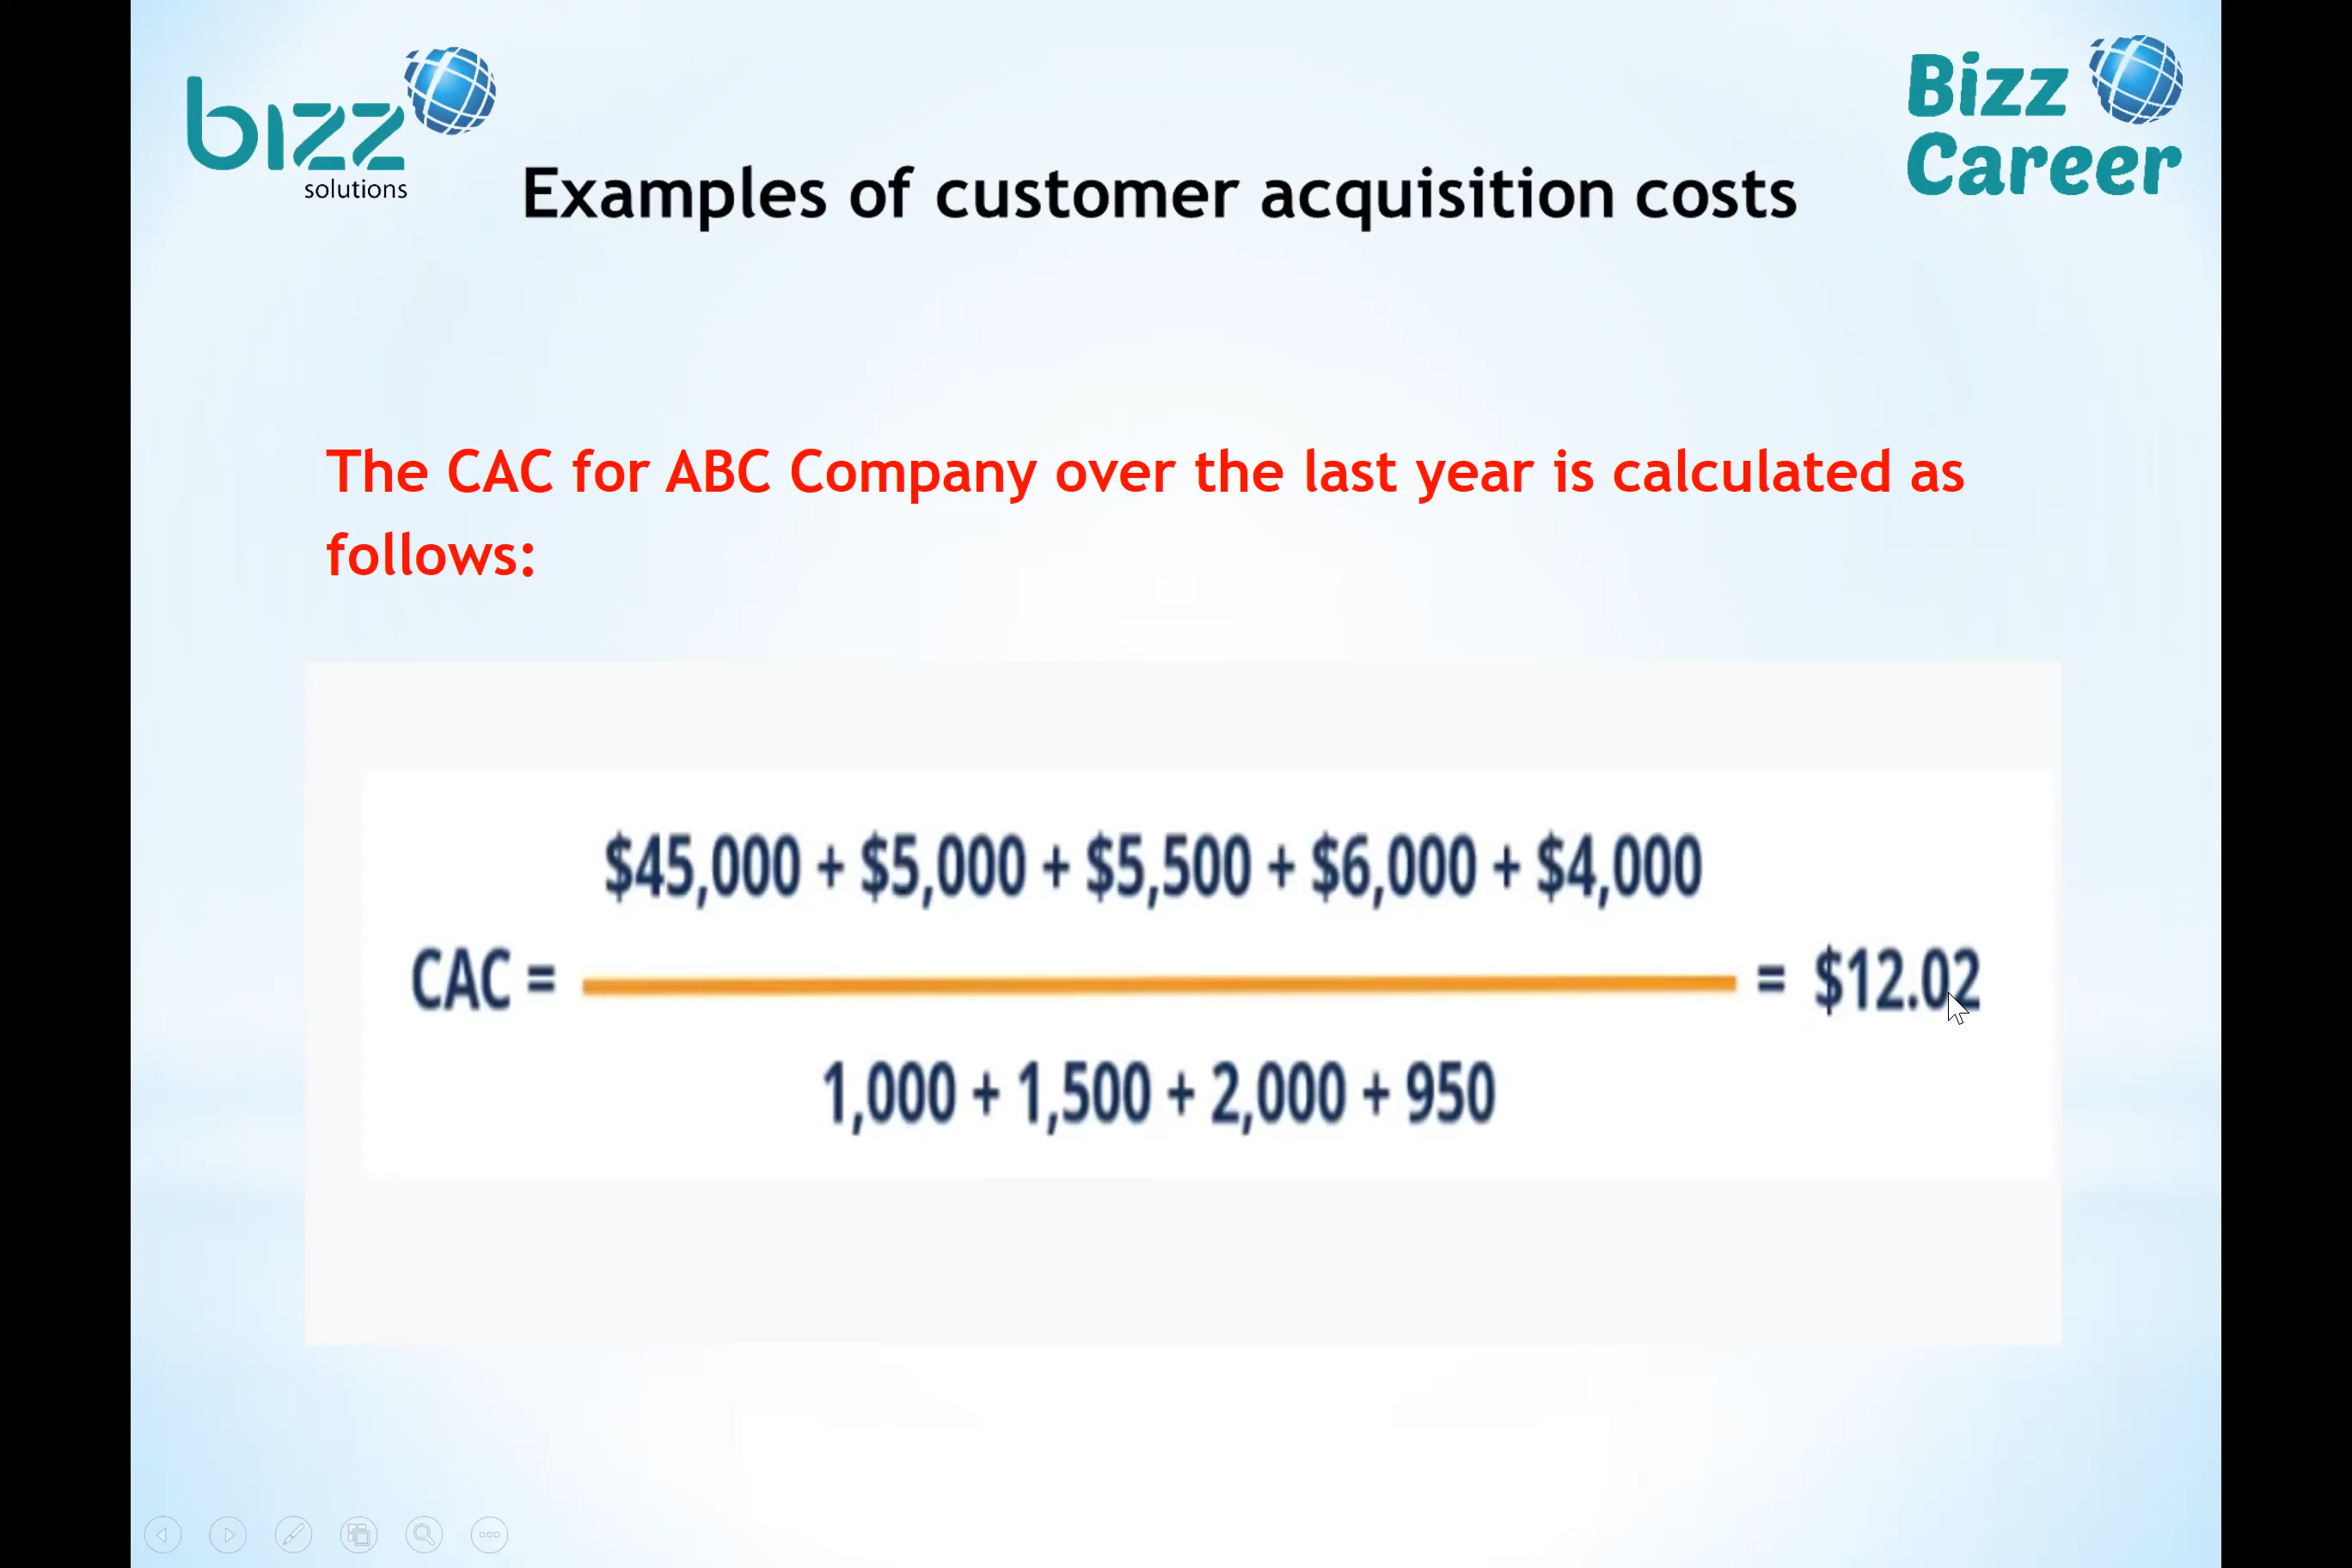 bizz
solutions
Bizz
Career
Examples of customer acquisition costs
The CAC for ABC Company over the last year is calculated as
follows:
$45,000 + $5,000 + $5,500 + $6,000 + $4,000
CAC = = $12.02
1,000 + 1,500 + 2,000 + 950